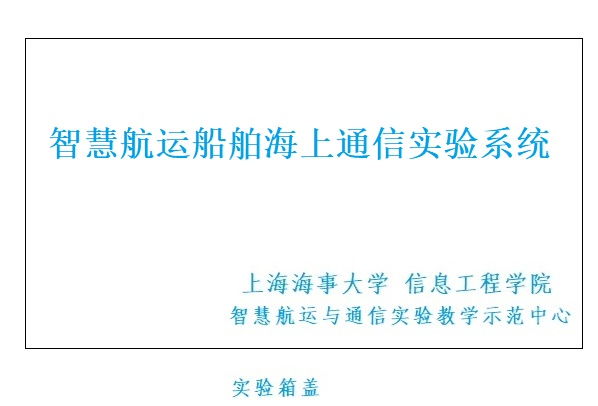 智慧航运船舶海上通信实验系统
上海海事大学 信息工程学院
智慧航运与通信实验教学示范中心
实验箱盖